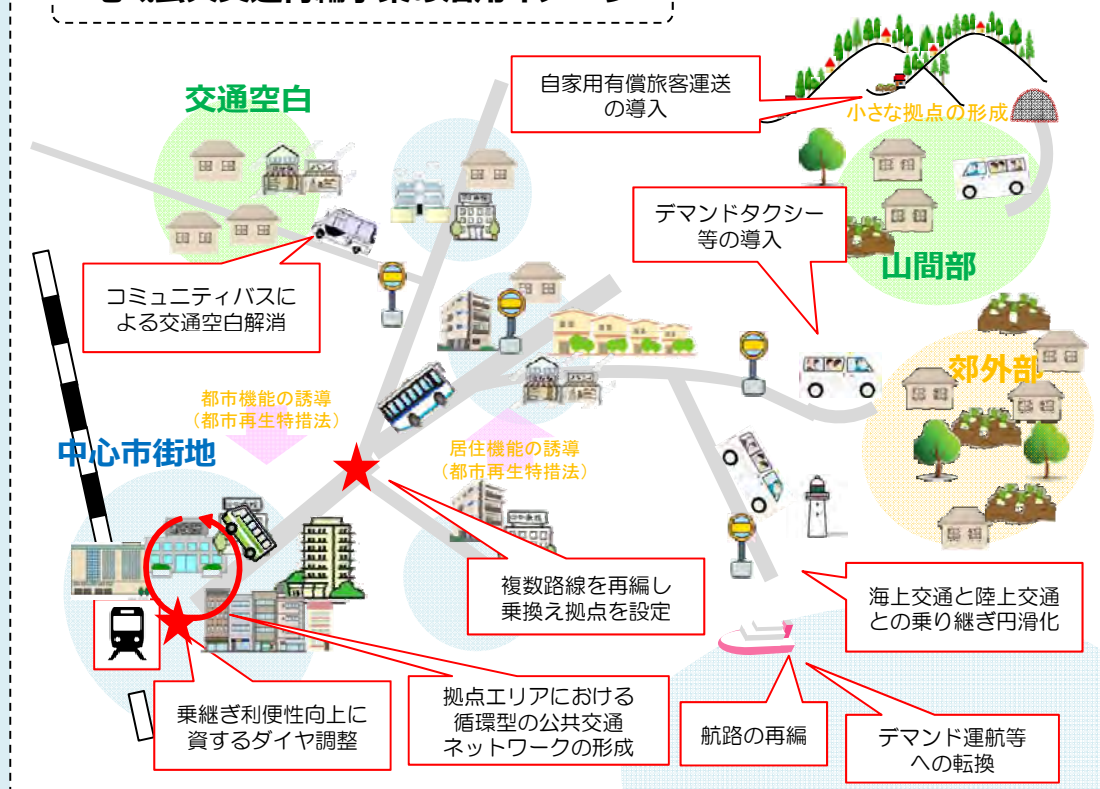 自家用有償旅客運送
の導入
交通空白
小さな拠点の形成
デマンドタクシー
等の導入
山間部
コミュニティバスに
よる交通空白解消
郊外部
都市機能の誘導
(都市再生特措法)
中心市街地
居住機能の誘導
(都市再生特措法)
複数路線を再編し
乗換え拠点を設定
海上交通と陸上交通
との乗り継ぎ円滑化
乗継ぎ利便性向上に
資するダイヤ調整
拠点エリアにおける
循環型の公共交通
ネットワークの形成
航路の再編
デマンド運航等
への転換